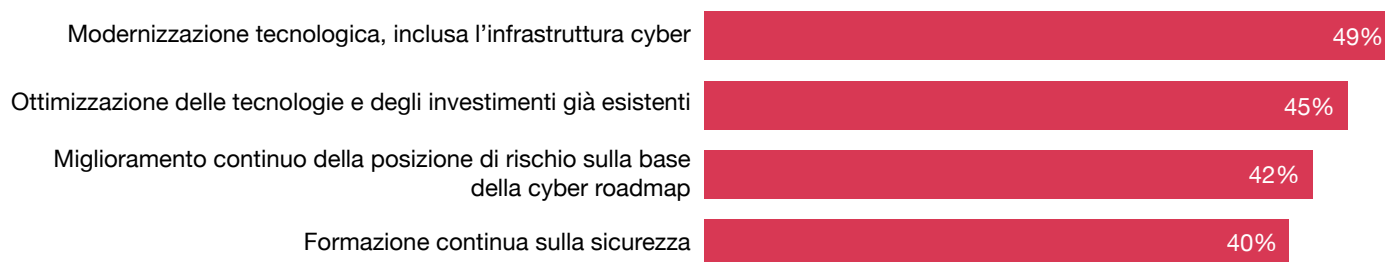 Modernizzazione tecnologica, inclusa l’infrastruttura cyber
49%
Ottimizzazione delle tecnologie e degli investimenti già esistenti
45%
Miglioramento continuo della posizione di rischio sulla base
della cyber roadmap
42%
Formazione continua sulla sicurezza
40%